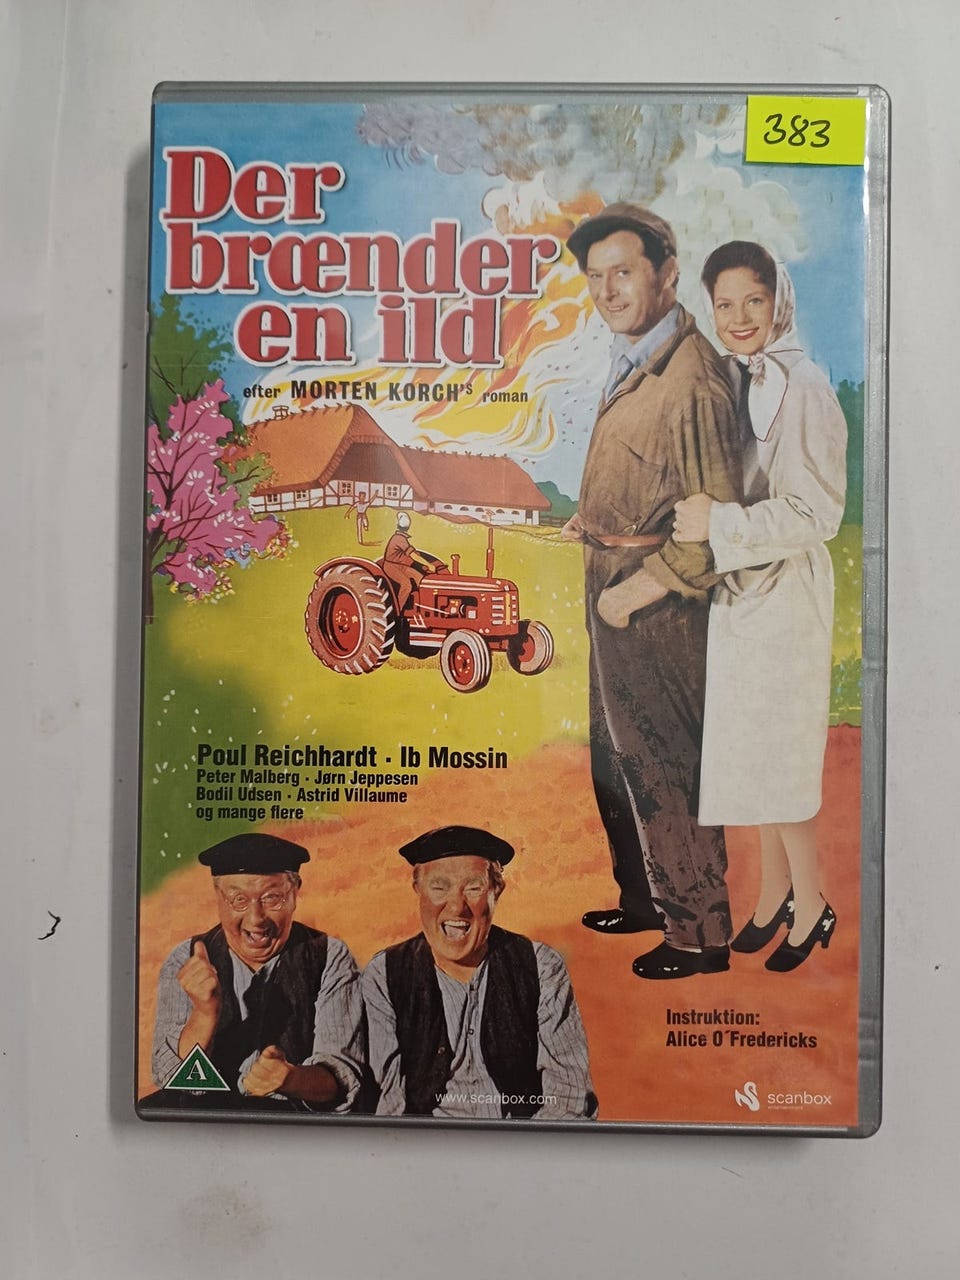 383
Der
brænder
en ild
efter MORTEN KORCH's roman
Poul Reichhardt · Ib Mossin
Peter Malberg · Jørn Jeppesen
Bodil Udsen · Astrid Villaume
og mange flere
Instruktion:
Alice O´Fredericks
A
www.scanbox.com
scanbox
entertainment